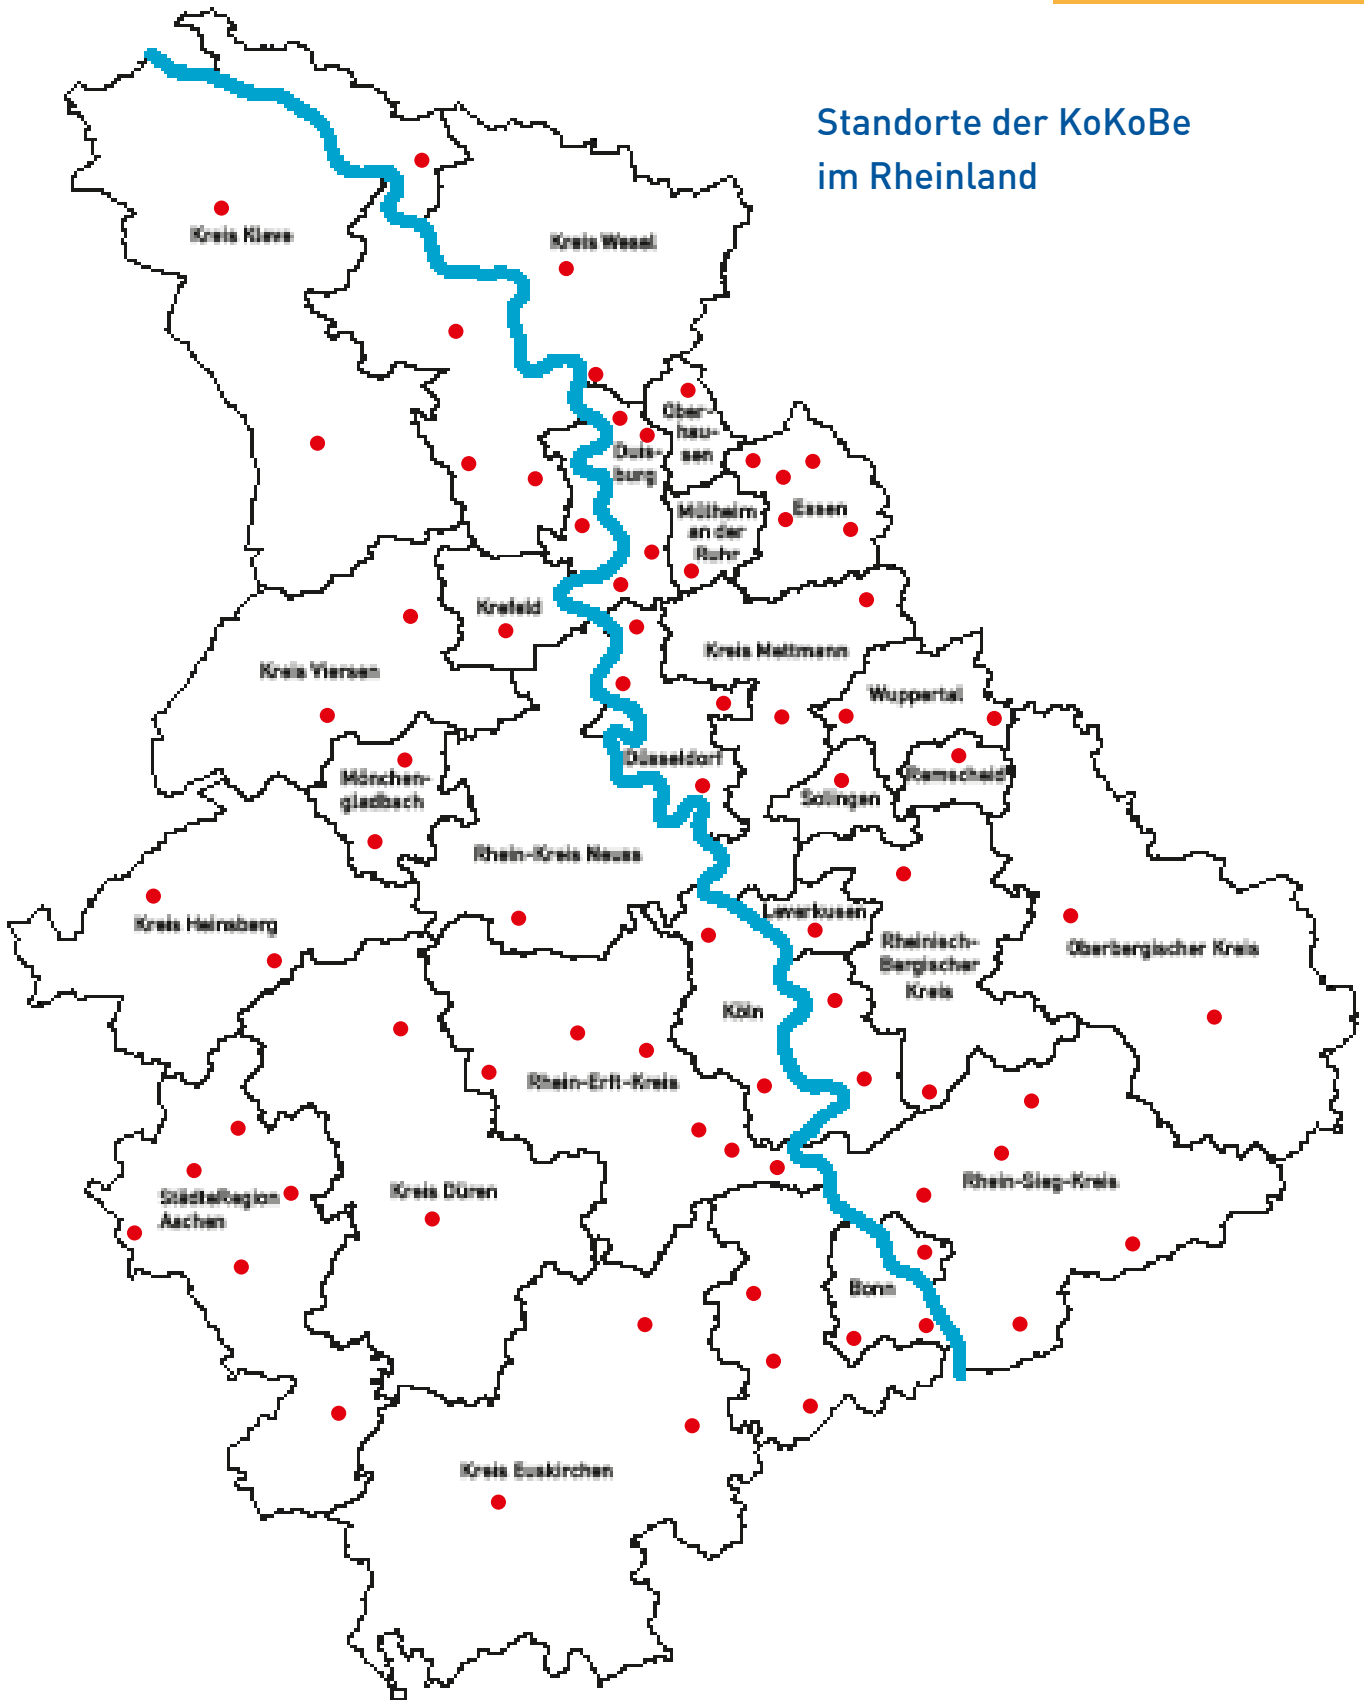 Standorte der KoKoBe
im Rheinland
Kreis Kleve
Kreis Wesel
Ober-
hau-
sen
Duis-
burg
Mülheim
an der
Ruhr
Essen
Krefeld
Kreis Viersen
Kreis Mettmann
Wuppertal
Düsseldorf
Mönchen-
gladbach
Solingen
Remscheid
Rhein-Kreis Neuss
Kreis Heinsberg
Leverkusen
Rheinisch-
Bergischer
Kreis
Oberbergischer Kreis
Köln
Rhein-Erft-Kreis
StädteRegion
Aachen
Kreis Düren
Rhein-Sieg-Kreis
Bonn
Kreis Euskirchen